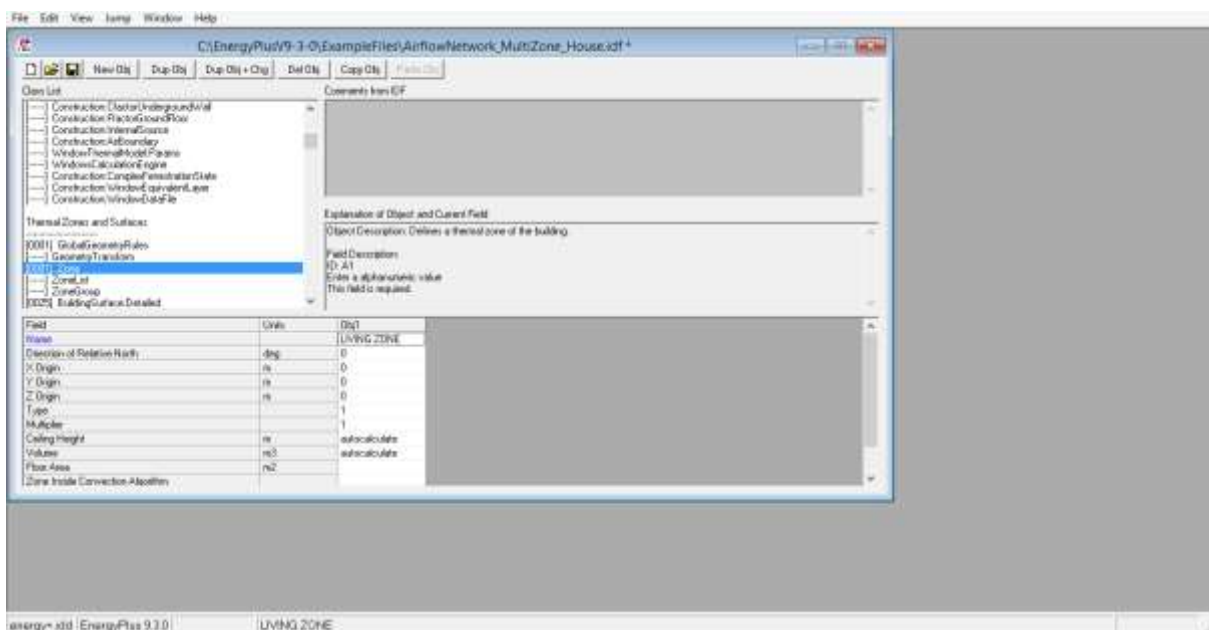 File Edit View Jump Window Help
C:\EnergyPlusV9-3-0\ExampleFiles\AirflowNetwork_MultiZone_House.idf *
New Obj Dup Obj Dup Obj + Chg Del Obj Copy Obj Paste Obj
Class List
Comments from IDF
[----] Construction:CfactorUndergroundWall
[----] Construction:FfactorGroundFloor
[----] Construction:InternalSource
[----] Construction:AirBoundary
[----] WindowThermalModel:Params
[----] WindowsCalculationEngine
[----] Construction:ComplexFenestrationState
[----] Construction:WindowEquivalentLayer
[----] Construction:WindowDataFile
Thermal Zones and Surfaces
--------------------
[0001] GlobalGeometryRules
[----] GeometryTransform
[0001] Zone
[----] ZoneList
[----] ZoneGroup
[0025] BuildingSurface:Detailed
Explanation of Object and Current Field
Object Description: Defines a thermal zone of the building.
Field Description:
ID: A1
Enter a alphanumeric value
This field is required.
Field Units Obj1
Name LIVING ZONE
Direction of Relative North deg 0
X Origin m 0
Y Origin m 0
Z Origin m 0
Type 1
Multiplier 1
Ceiling Height m autocalculate
Volume m3 autocalculate
Floor Area m2
Zone Inside Convection Algorithm
energy+.idd EnergyPlus 9.3.0 LIVING ZONE